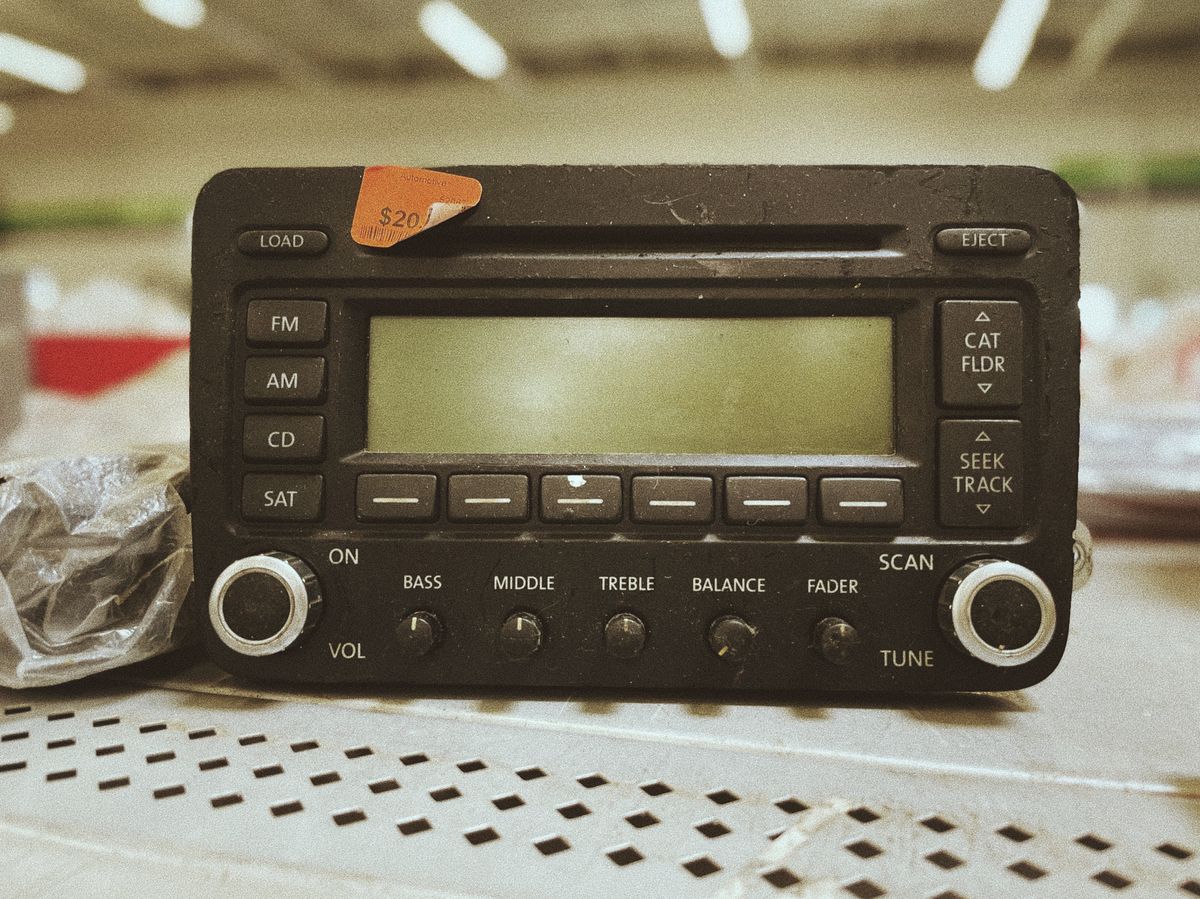 Automotive
$20.
LOAD
EJECT
FM
AM
CD
SAT
CAT
FLDR
SEEK
TRACK
ON
VOL
BASS
MIDDLE
TREBLE
BALANCE
FADER
SCAN
TUNE